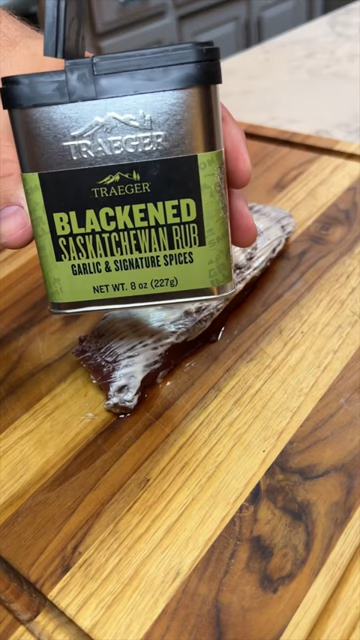 TRAEGER
TRAEGER
BLACKENED
SASKATCHEWAN RUB
GARLIC & SIGNATURE SPICES
NET WT. 8 oz (227g)